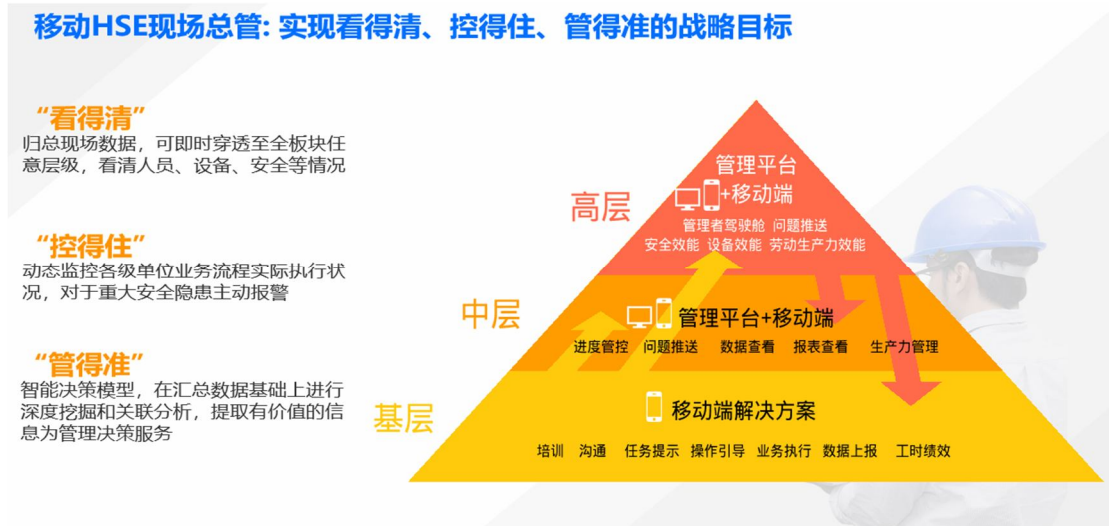 移动HSE现场总管: 实现看得清、控得住、管得准的战略目标
“看得清”
归总现场数据，可即时穿透至全板块任
意层级，看清人员、设备、安全等情况
“控得住”
动态监控各级单位业务流程实际执行状
况，对于重大安全隐患主动报警
“管得准”
智能决策模型，在汇总数据基础上进行
深度挖掘和关联分析，提取有价值的信
息为管理决策服务
高层
管理平台
+移动端
管理者驾驶舱 问题推送
安全效能 设备效能 劳动生产力效能
中层
管理平台+移动端
进度管控 问题推送 数据查看 报表查看 生产力管理
基层
移动端解决方案
培训 沟通 任务提示 操作引导 业务执行 数据上报 工时绩效